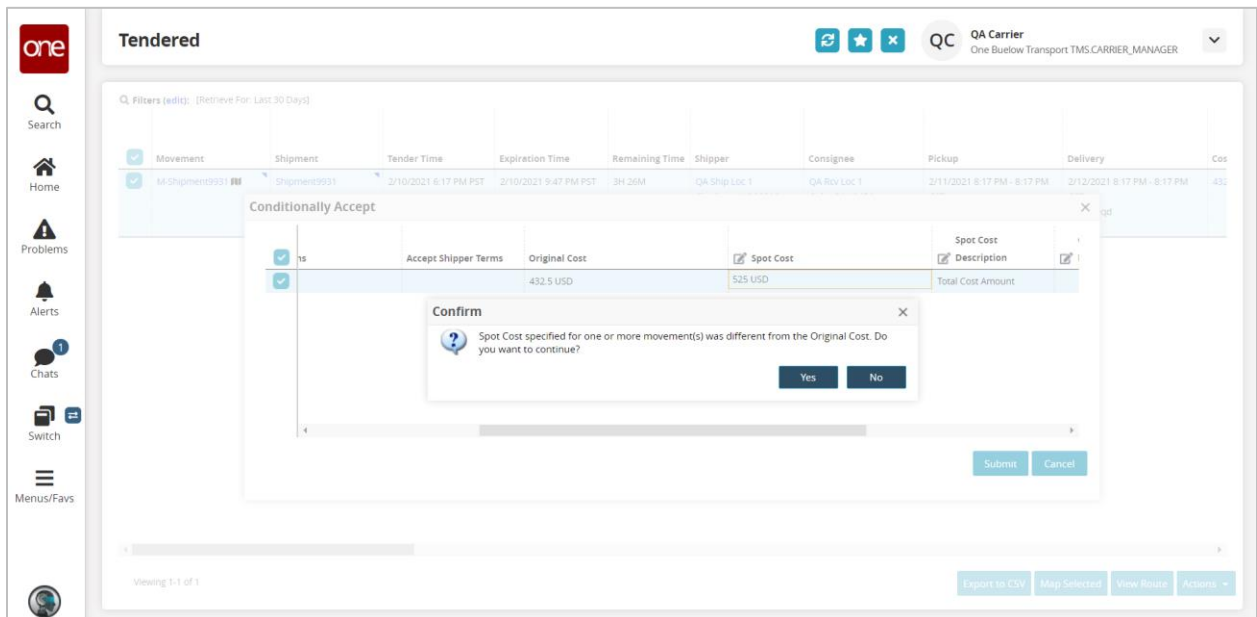 one
Tendered
QC
QA Carrier
One Buelow Transport TMS.CARRIER_MANAGER
Search
Home
Problems
Alerts
1
Chats
Switch
Menus/Favs
Filters (edit): [Retrieve For: Last 30 Days]
Movement Shipment Tender Time Expiration Time Remaining Time Shipper Consignee Pickup Delivery Cos
M-Shipment9931 Shipment9931 2/10/2021 6:17 PM PST 2/10/2021 9:47 PM PST 3H 26M QA Ship Loc 1 QA Rcv Loc 1 2/11/2021 8:17 PM - 8:17 PM 2/12/2021 8:17 PM - 8:17 PM 432
Conditionally Accept
Spot Cost
ns Accept Shipper Terms Original Cost Spot Cost Description
432.5 USD 525 USD Total Cost Amount
Confirm
Spot Cost specified for one or more movement(s) was different from the Original Cost. Do
you want to continue?
Yes No
Submit Cancel
Viewing 1-1 of 1
Export to CSV Map Selected View Route Actions